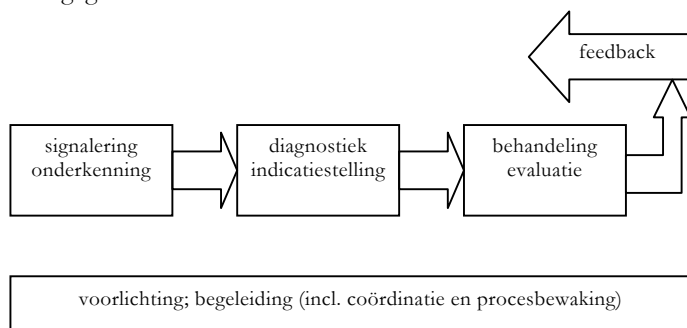 feedback
signalering
onderkenning
diagnostiek
indicatiestelling
behandeling
evaluatie
voorlichting; begeleiding (incl. coördinatie en procesbewaking)